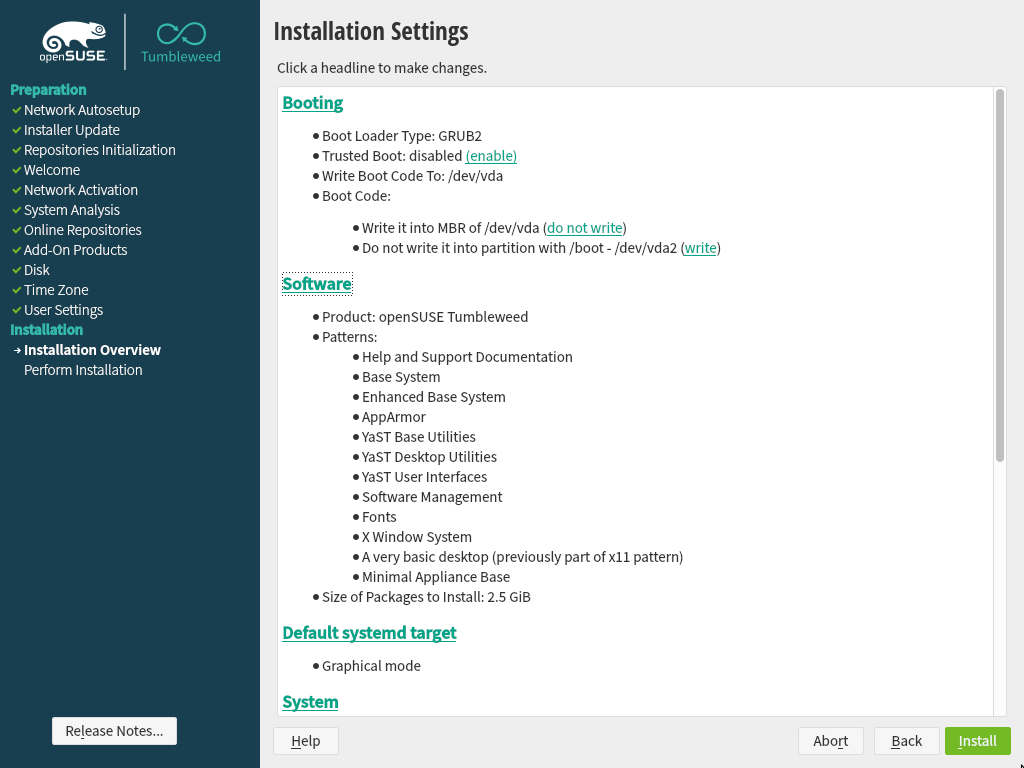 openSUSE
Tumbleweed
Preparation
Network Autosetup
Installer Update
Repositories Initialization
Welcome
Network Activation
System Analysis
Online Repositories
Add-On Products
Disk
Time Zone
User Settings
Installation
Installation Overview
Perform Installation
Release Notes...
Installation Settings
Click a headline to make changes.
Booting
Boot Loader Type: GRUB2
Trusted Boot: disabled (enable)
Write Boot Code To: /dev/vda
Boot Code:
Write it into MBR of /dev/vda (do not write)
Do not write it into partition with /boot - /dev/vda2 (write)
Software
Product: openSUSE Tumbleweed
Patterns:
Help and Support Documentation
Base System
Enhanced Base System
AppArmor
YaST Base Utilities
YaST Desktop Utilities
YaST User Interfaces
Software Management
Fonts
X Window System
A very basic desktop (previously part of x11 pattern)
Minimal Appliance Base
Size of Packages to Install: 2.5 GiB
Default systemd target
Graphical mode
System
Help
Abort
Back
Install